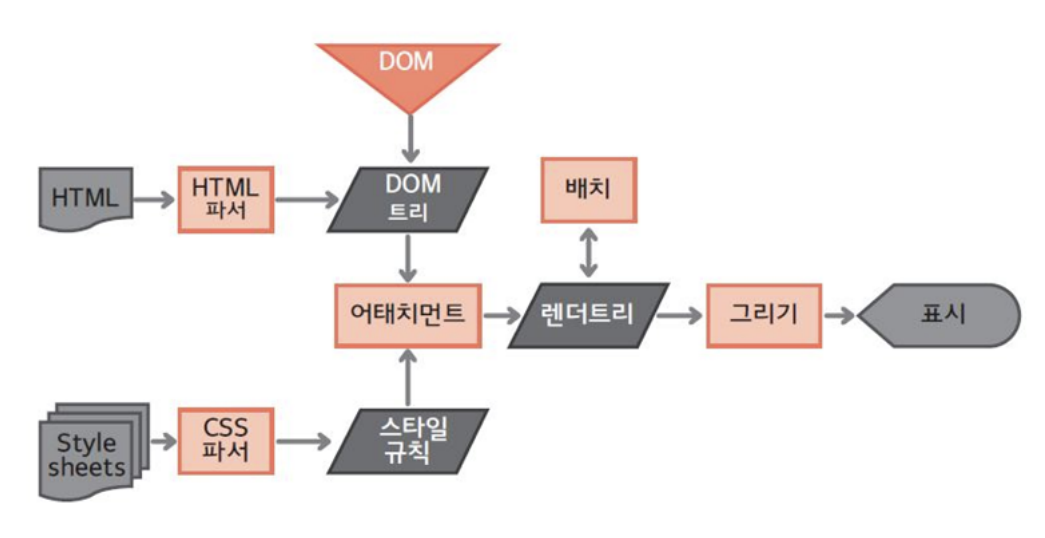 DOM
HTML
HTML
파서
DOM
트리
배치
어태치먼트
렌더트리
그리기
표시
Style
sheets
CSS
파서
스타일
규칙